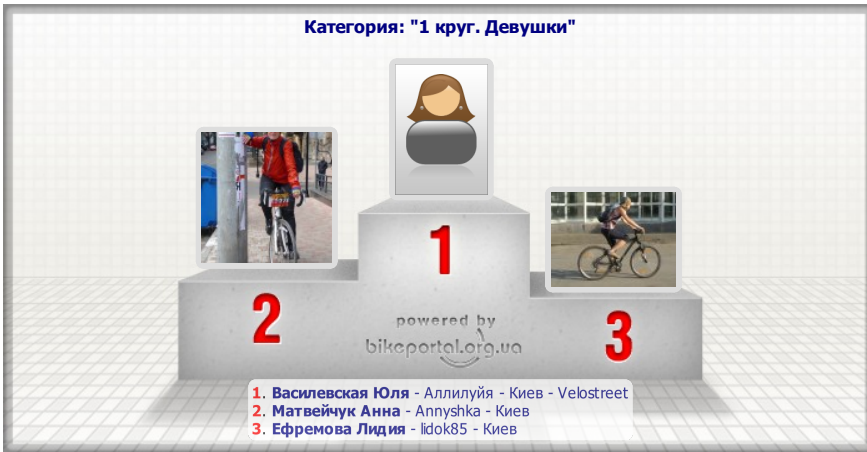 Категория: "1 круг. Девушки"
1
2
3
powered by
bikeportal.org.ua
1. Василевская Юля - Аллилуйя - Киев - Velostreet
2. Матвейчук Анна - Annyshka - Киев
3. Ефремова Лидия - lidok85 - Киев